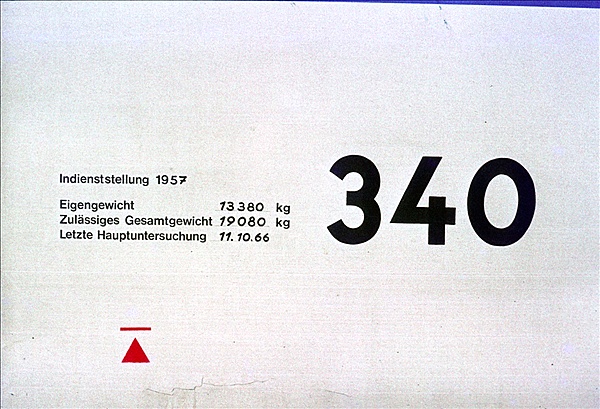 Indienststellung 1957
Eigengewicht 13380 kg
Zulässiges Gesamtgewicht 19080 kg
Letzte Hauptuntersuchung 11.10.66
340